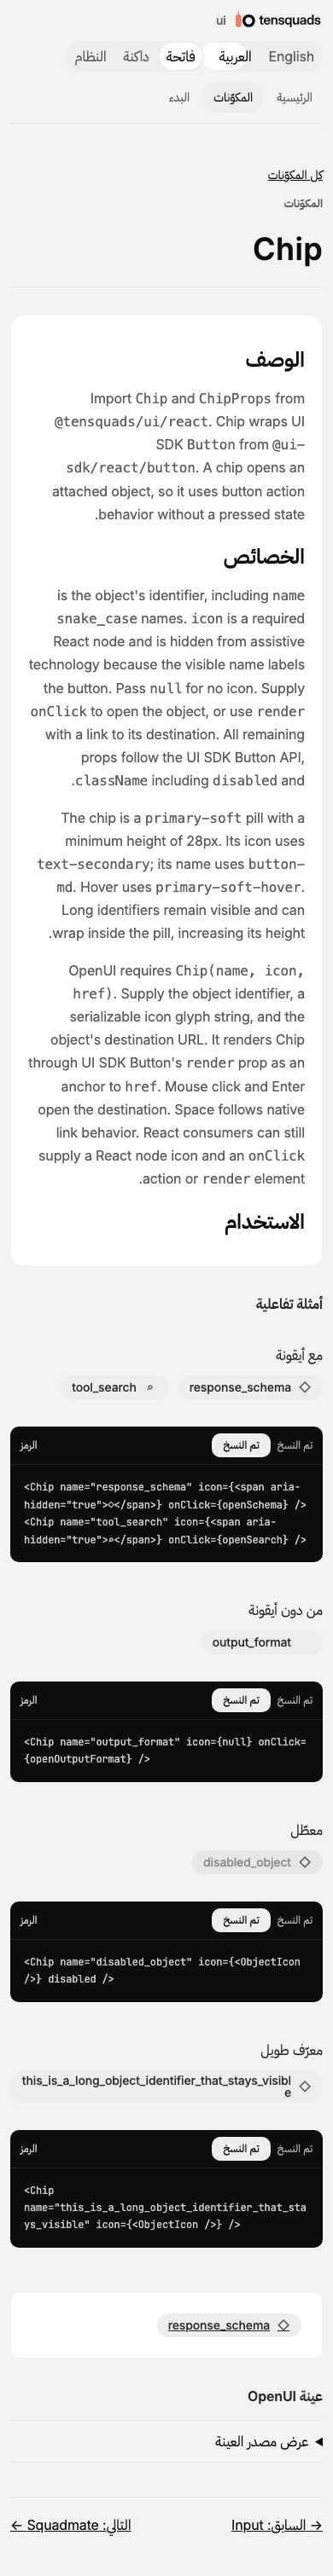 tensquads ui
English العربية فاتحة داكنة النظام
الرئيسية المكوّنات البدء
كل المكوّنات
المكوّنات
Chip
الوصف
Import Chip and ChipProps from
@tensquads/ui/react. Chip wraps UI
SDK Button from @ui-
sdk/react/button. A chip opens an
attached object, so it uses button action
behavior without a pressed state.
الخصائص
name is the object's identifier, including
snake_case names. icon is a required
React node and is hidden from assistive
technology because the visible name labels
the button. Pass null for no icon. Supply
onClick to open the object, or use render
with a link to its destination. All remaining
props follow the UI SDK Button API,
including disabled and className.
The chip is a primary-soft pill with a
minimum height of 28px. Its icon uses
text-secondary; its name uses button-
md. Hover uses primary-soft-hover.
Long identifiers remain visible and can
wrap inside the pill, increasing its height.
OpenUI requires Chip(name, icon,
href). Supply the object identifier, a
serializable icon glyph string, and the
object's destination URL. It renders Chip
through UI SDK Button's render prop as an
anchor to href. Mouse click and Enter
open the destination. Space follows native
link behavior. React consumers can still
supply a React node icon and an onClick
action or render element.
الاستخدام
أمثلة تفاعلية
مع أيقونة
◇ response_schema ⌕ tool_search
تم النسخ تم النسخ الرمز
<Chip name="response_schema" icon={<span aria-
hidden="true">◇</span>} onClick={openSchema} />
<Chip name="tool_search" icon={<span aria-
hidden="true">⌕</span>} onClick={openSearch} />
من دون أيقونة
output_format
تم النسخ تم النسخ الرمز
<Chip name="output_format" icon={null} onClick=
{openOutputFormat} />
معطّل
◇ disabled_object
تم النسخ تم النسخ الرمز
<Chip name="disabled_object" icon={<ObjectIcon
/>} disabled />
معرّف طويل
◇ this_is_a_long_object_identifier_that_stays_visibl
e
تم النسخ تم النسخ الرمز
<Chip
name="this_is_a_long_object_identifier_that_sta
ys_visible" icon={<ObjectIcon />} />
◇ response_schema
عينة OpenUI
◀ عرض مصدر العينة
→ السابق: Input التالي: Squadmate ←